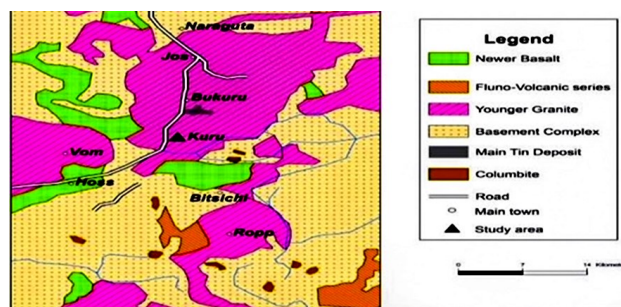 Naraguta
Jos
Bukuru
Kuru
Vom
Hoss
Bitsichi
Ropp
Legend
Newer Basalt
Fluno-Volcanic series
Younger Granite
Basement Complex
Main Tin Deposit
Columbite
Road
Main town
Study area
0 7 14 Kilomet